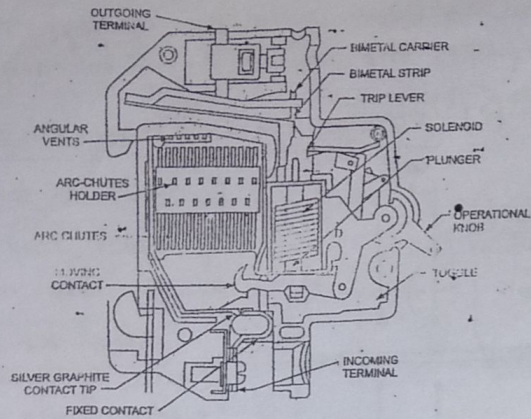 OUTGOING
TERMINAL
BIMETAL CARRIER
BIMETAL STRIP
TRIP LEVER
SOLENOID
PLUNGER
ANGULAR
VENTS
ARC-CHUTES
HOLDER
OPERATIONAL
KNOB
ARC CHUTES
MOVING
CONTACT
TOGGLE
SILVER GRAPHITE
CONTACT TIP
FIXED CONTACT
INCOMING
TERMINAL